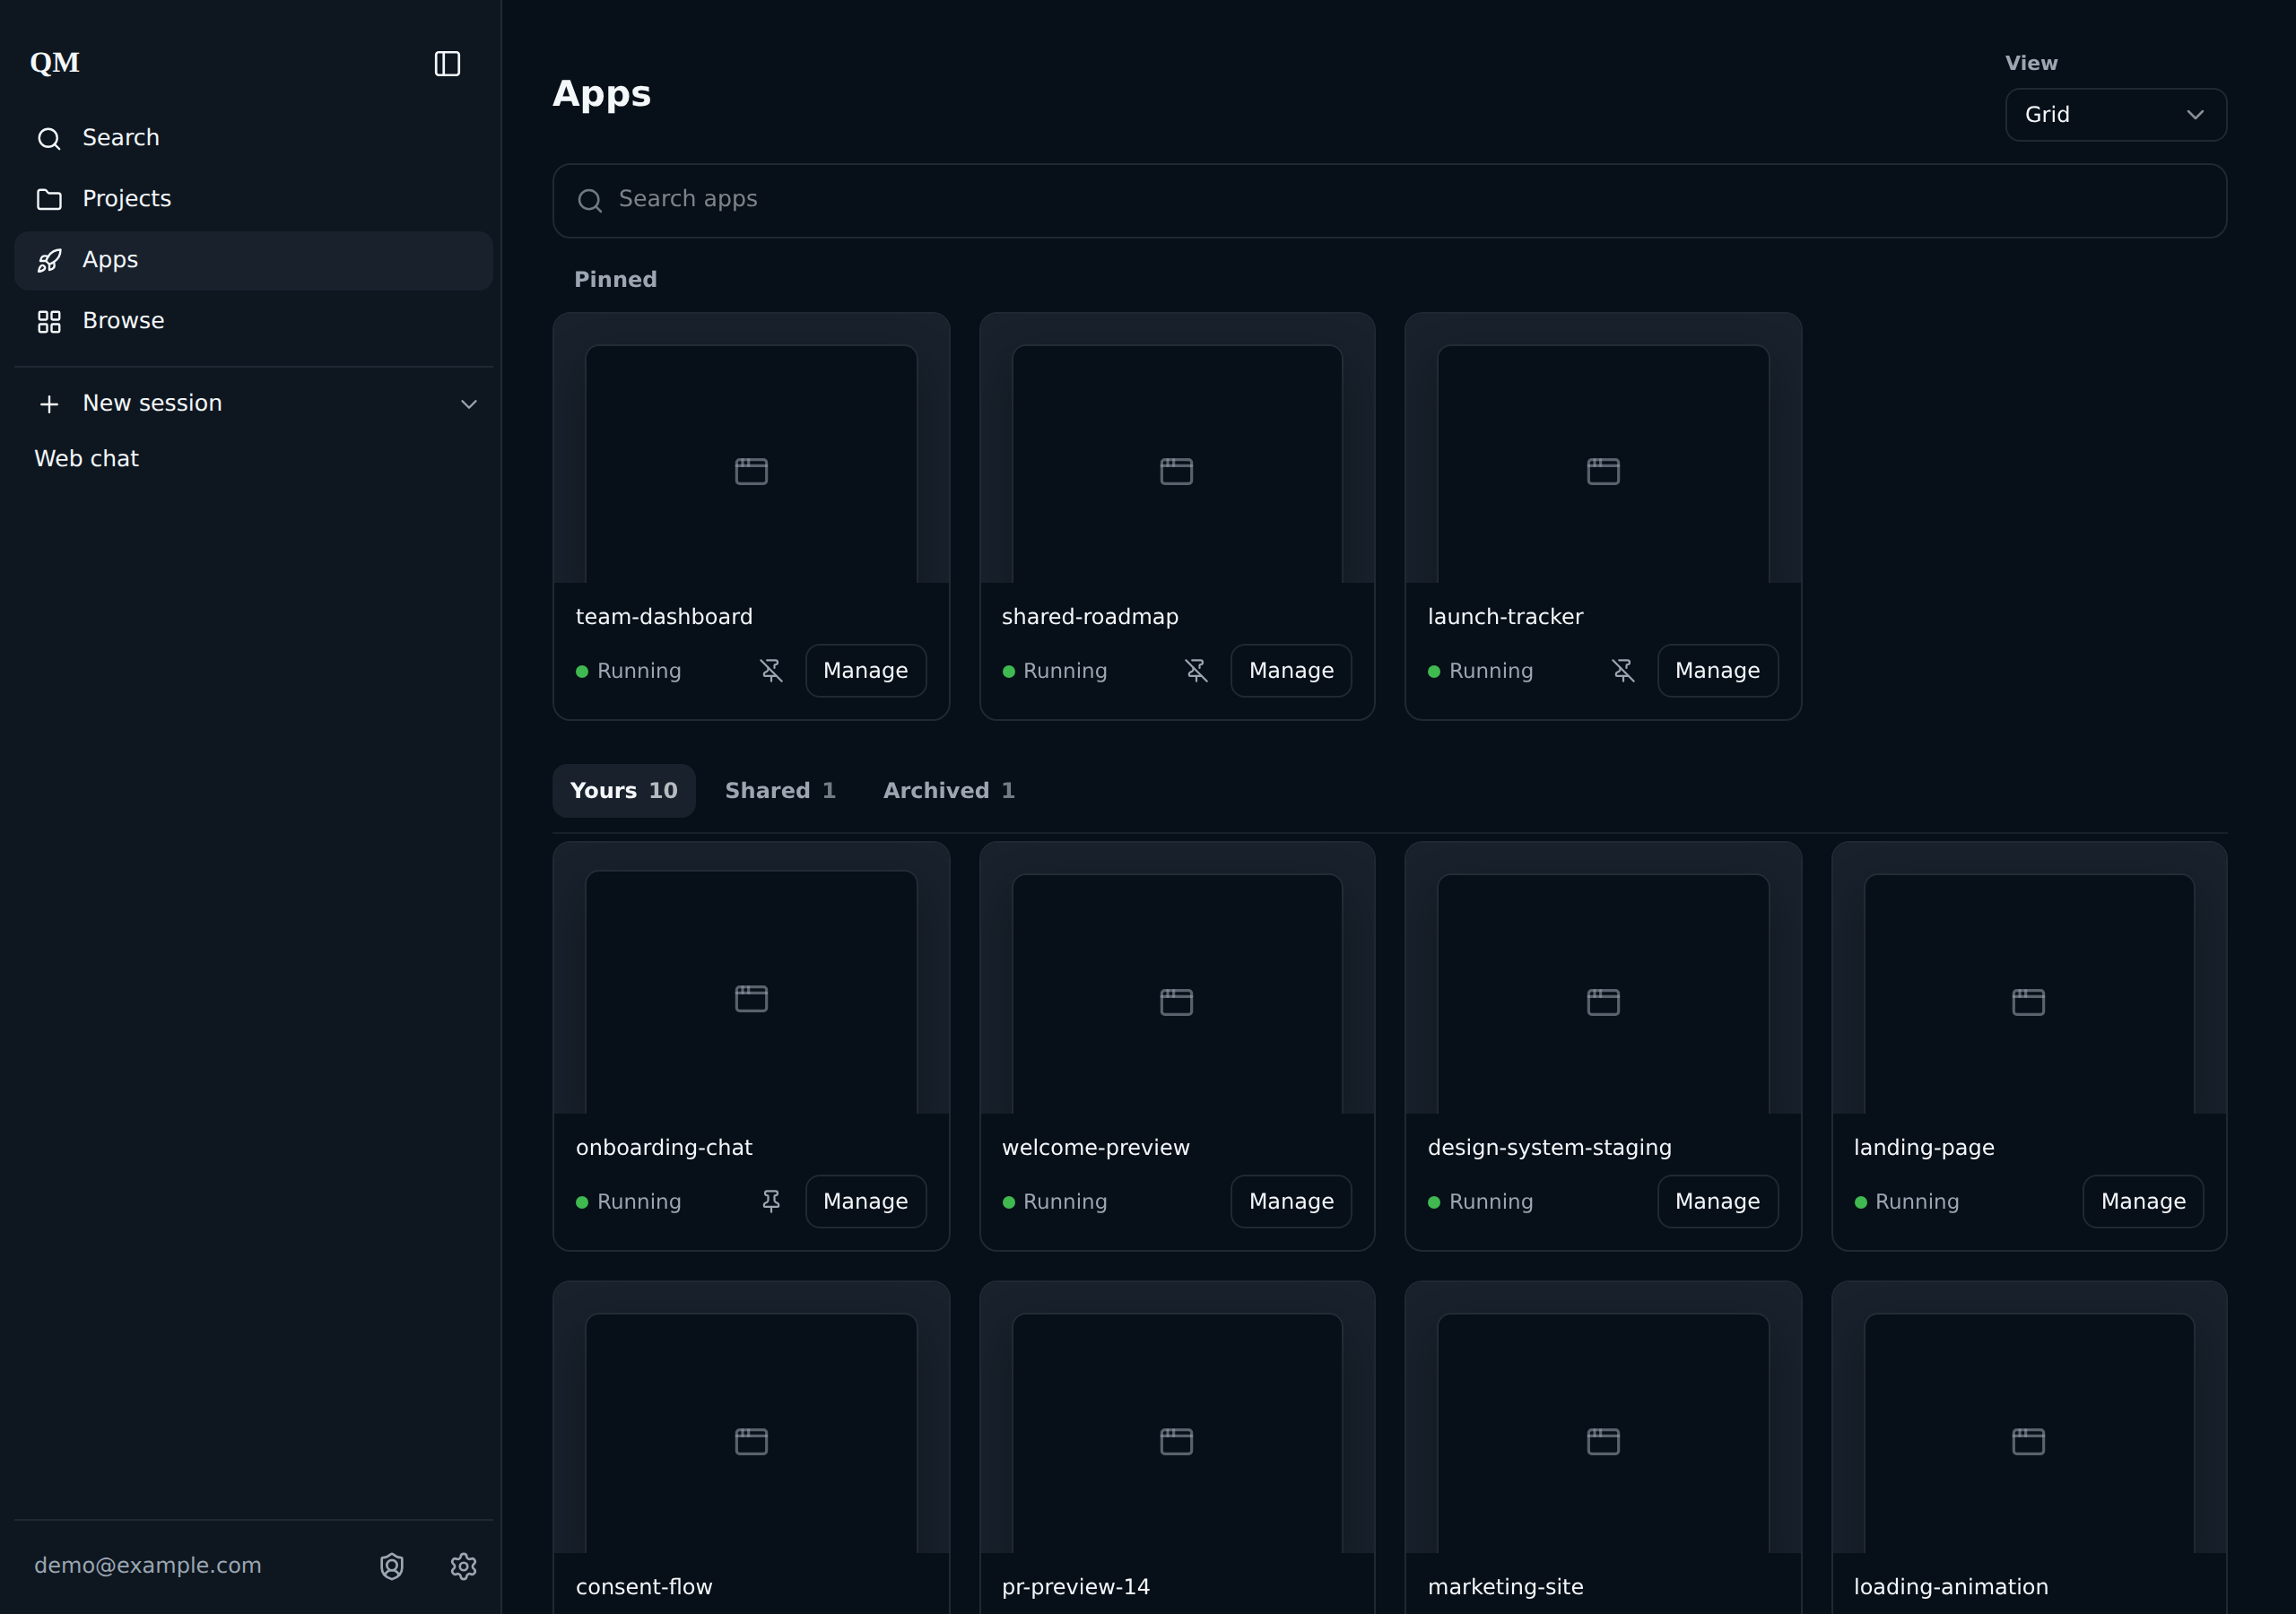 QM
Search
Projects
Apps
Browse
New session
Web chat
demo@example.com
Apps
View
Grid
Search apps
Pinned
team-dashboard
Running
Manage
shared-roadmap
Running
Manage
launch-tracker
Running
Manage
Yours 10
Shared 1
Archived 1
onboarding-chat
Running
Manage
welcome-preview
Running
Manage
design-system-staging
Running
Manage
landing-page
Running
Manage
consent-flow
pr-preview-14
marketing-site
loading-animation